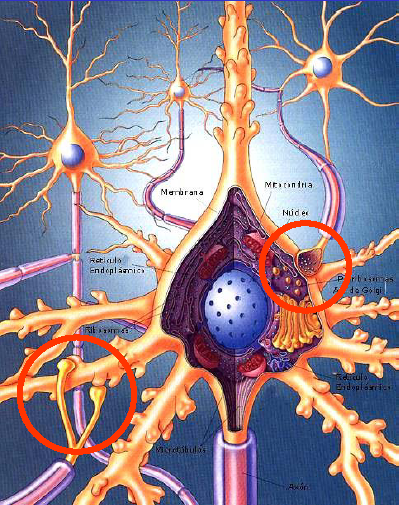 Mitocondria
Membrana
Núcleo
Retículo
Endoplásmico
Ribosomas
de Golgi
Retículo
Endoplásmico
Microtúbulos
Axón